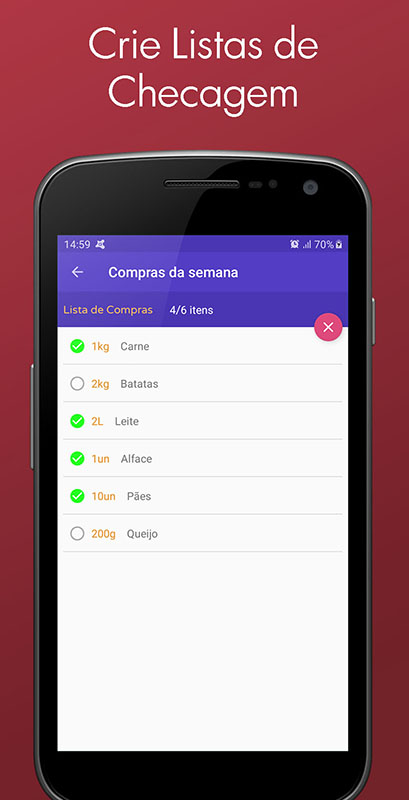 Crie Listas de
Checagem
14:59 70%
Compras da semana
Lista de Compras 4/6 itens
1kg Carne
2kg Batatas
2L Leite
1un Alface
10un Pães
200g Queijo